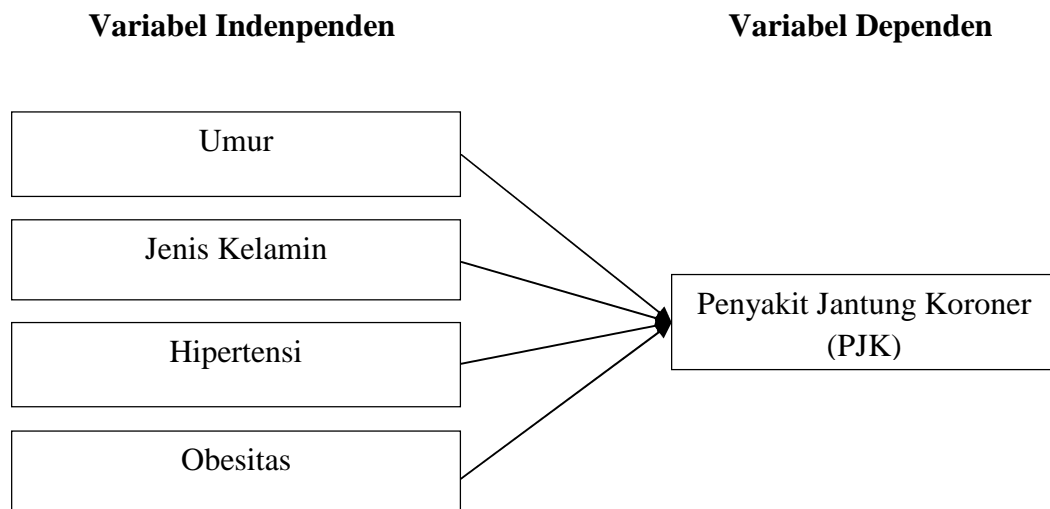 Variabel Indenpenden
Variabel Dependen
Umur
Jenis Kelamin
Hipertensi
Obesitas
Penyakit Jantung Koroner
(PJK)